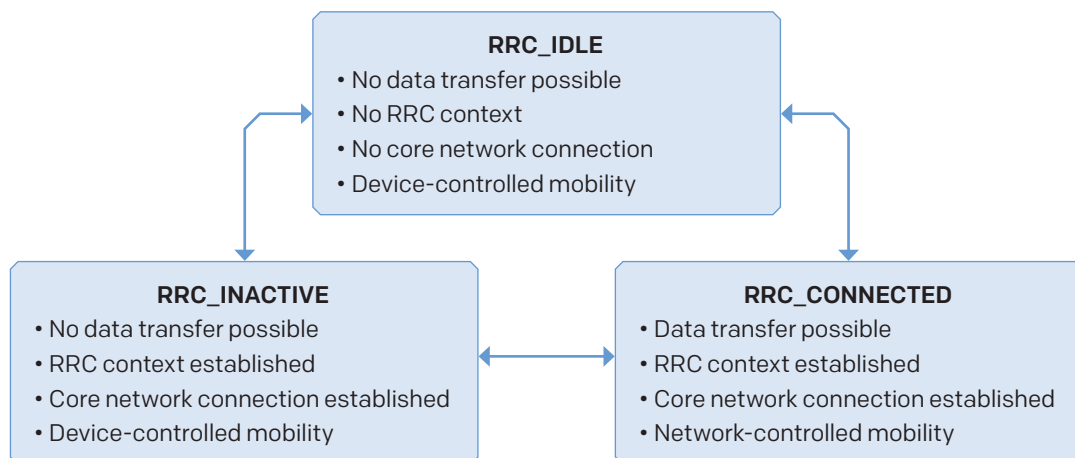 RRC_IDLE
• No data transfer possible
• No RRC context
• No core network connection
• Device-controlled mobility
RRC_INACTIVE
• No data transfer possible
• RRC context established
• Core network connection established
• Device-controlled mobility
RRC_CONNECTED
• Data transfer possible
• RRC context established
• Core network connection established
• Network-controlled mobility